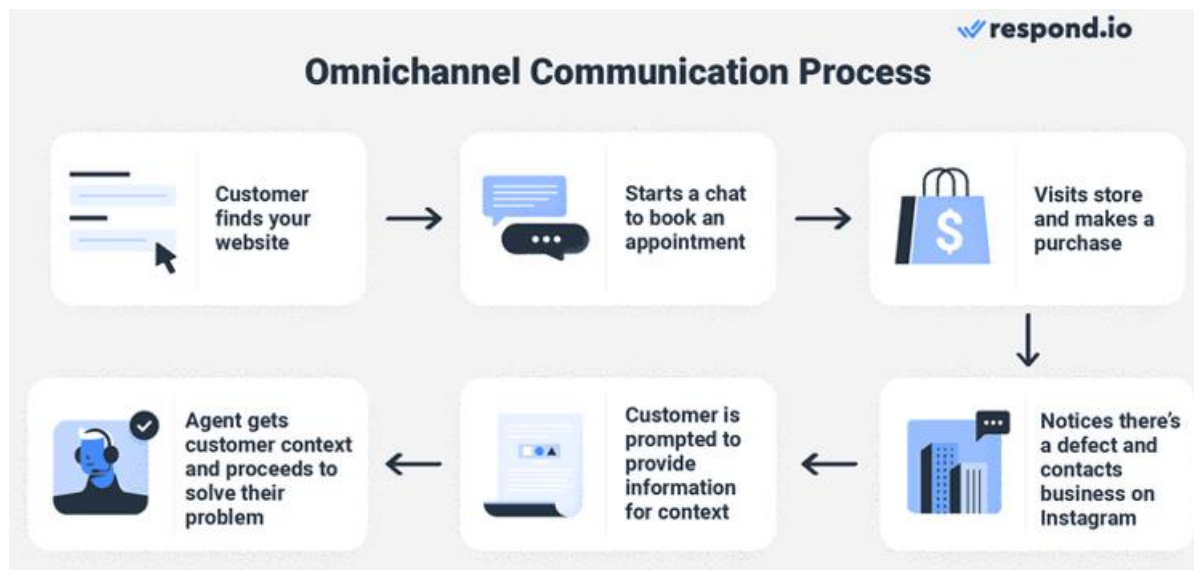 respond.io
Omnichannel Communication Process
Customer
finds your
website
Starts a chat
to book an
appointment
Visits store
and makes a
purchase
$
Notices there's
a defect and
contacts
business on
Instagram
Customer is
prompted to
provide
information
for context
Agent gets
customer context
and proceeds to
solve their
problem